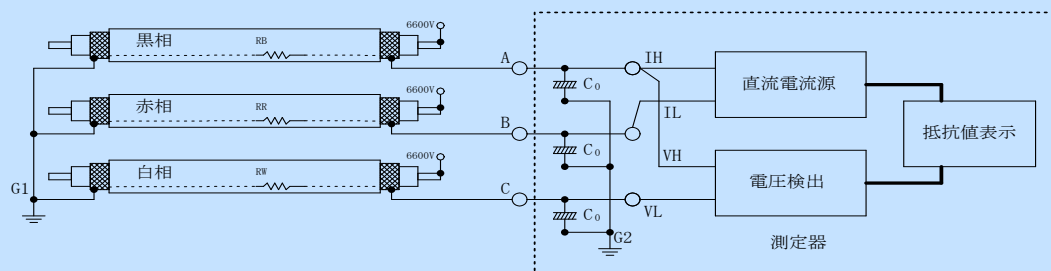 6600V
黒相
RB
A
IH
C₀
直流電流源
6600V
赤相
RR
IL
B
C₀
抵抗値表示
VH
6600V
白相
RW
電圧検出
G1
C
C₀
VL
G2
測定器